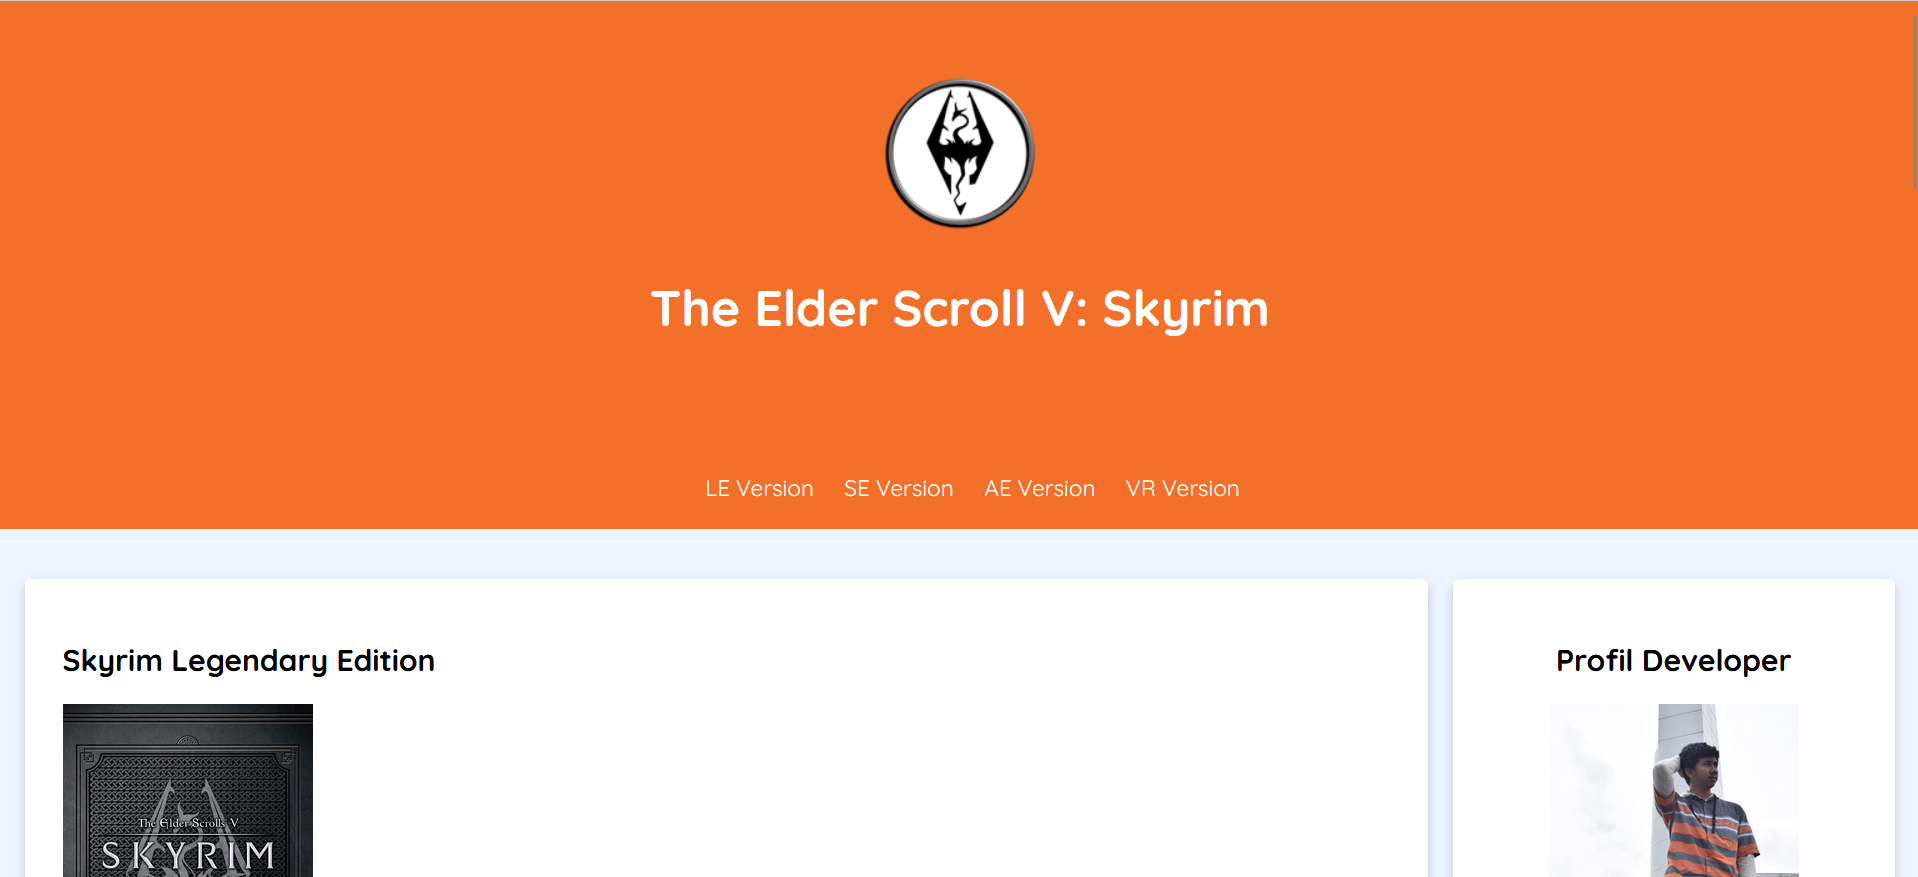 The Elder Scroll V: Skyrim
LE Version SE Version AE Version VR Version
Skyrim Legendary Edition
The Elder Scrolls V
SKYRIM
Profil Developer